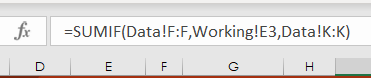 fx =SUMIF(Data!F:F,Working!E3,Data!K:K)
D E F G H